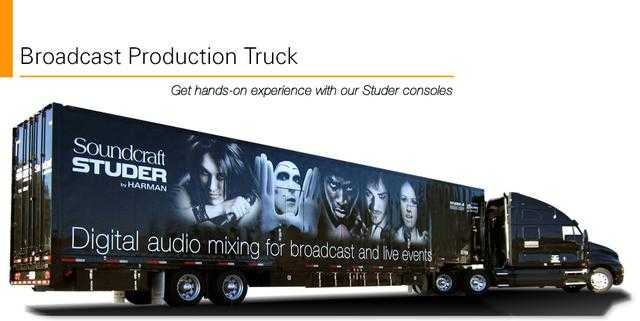 Broadcast Production Truck
Get hands-on experience with our Studer consoles
Soundcraft
STUDER
by HARMAN
Digital audio mixing for broadcast and live events